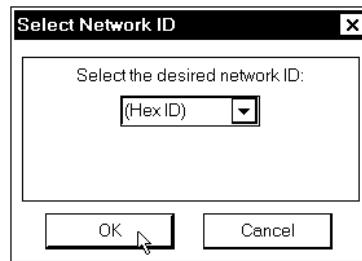 Select Network ID
Select the desired network ID:
(Hex ID)
OK
Cancel